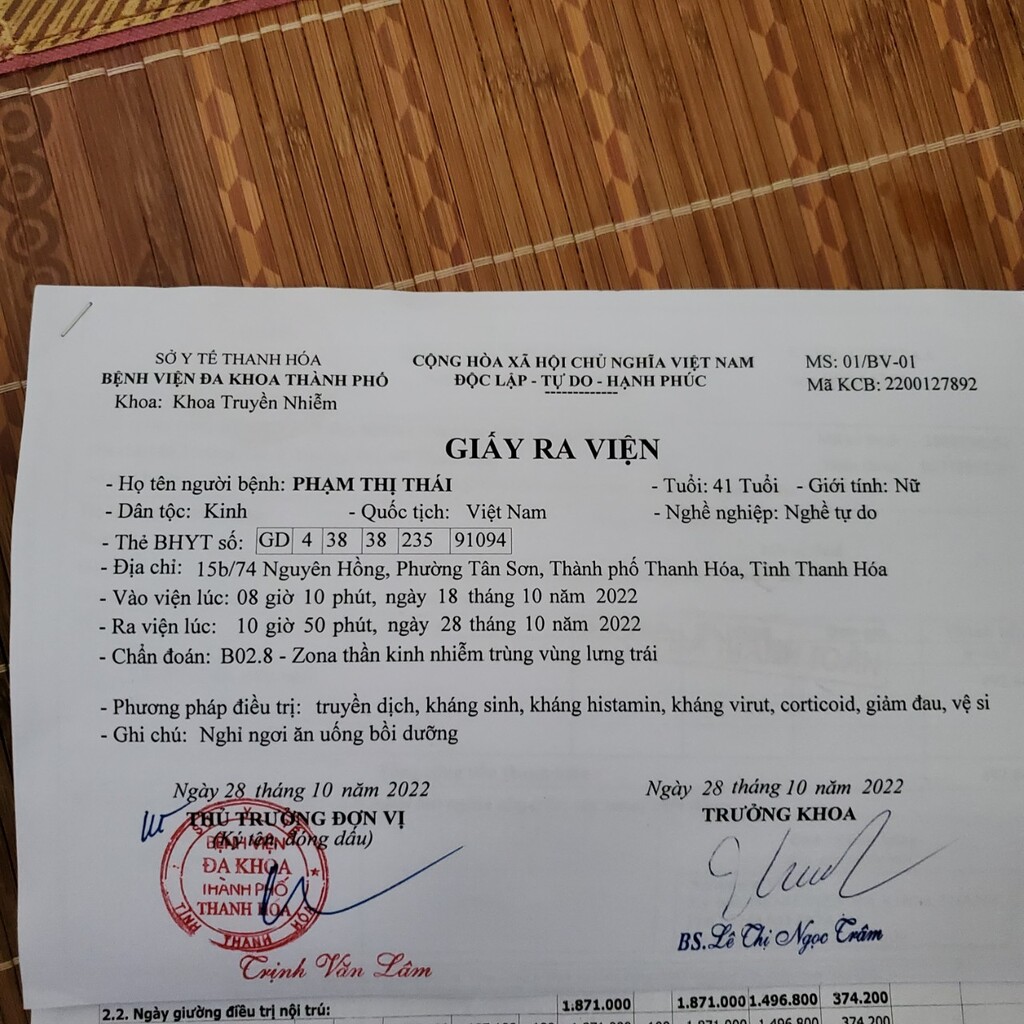 SỞ Y TẾ THANH HÓA
BỆNH VIỆN ĐA KHOA THÀNH PHỐ
Khoa: Khoa Truyền Nhiễm
CỘNG HÒA XÃ HỘI CHỦ NGHĨA VIỆT NAM
ĐỘC LẬP - TỰ DO - HẠNH PHÚC
MS: 01/BV-01
Mã KCB: 2200127892
GIẤY RA VIỆN
- Họ tên người bệnh: PHẠM THỊ THÁI - Tuổi: 41 Tuổi - Giới tính: Nữ
- Dân tộc: Kinh - Quốc tịch: Việt Nam - Nghề nghiệp: Nghề tự do
- Thẻ BHYT số: GD 4 38 38 235 91094
- Địa chỉ: 15b/74 Nguyên Hồng, Phường Tân Sơn, Thành phố Thanh Hóa, Tỉnh Thanh Hóa
- Vào viện lúc: 08 giờ 10 phút, ngày 18 tháng 10 năm 2022
- Ra viện lúc: 10 giờ 50 phút, ngày 28 tháng 10 năm 2022
- Chẩn đoán: B02.8 - Zona thần kinh nhiễm trùng vùng lưng trái
- Phương pháp điều trị: truyền dịch, kháng sinh, kháng histamin, kháng virut, corticoid, giảm đau, vệ si
- Ghi chú: Nghỉ ngơi ăn uống bồi dưỡng
Ngày 28 tháng 10 năm 2022
THỦ TRƯỞNG ĐƠN VỊ
(Ký tên, đóng dấu)
BỆNH VIỆN
ĐA KHOA
THÀNH PHỐ
THANH HÓA
TỈNH THANH HÓA
Trịnh Văn Lâm
Ngày 28 tháng 10 năm 2022
TRƯỞNG KHOA
BS.Lê Thị Ngọc Trâm
2.2. Ngày giường điều trị nội trú: 1.871.000 1.871.000 1.496.800 374.200
1.871.000 1.496.800 374.200